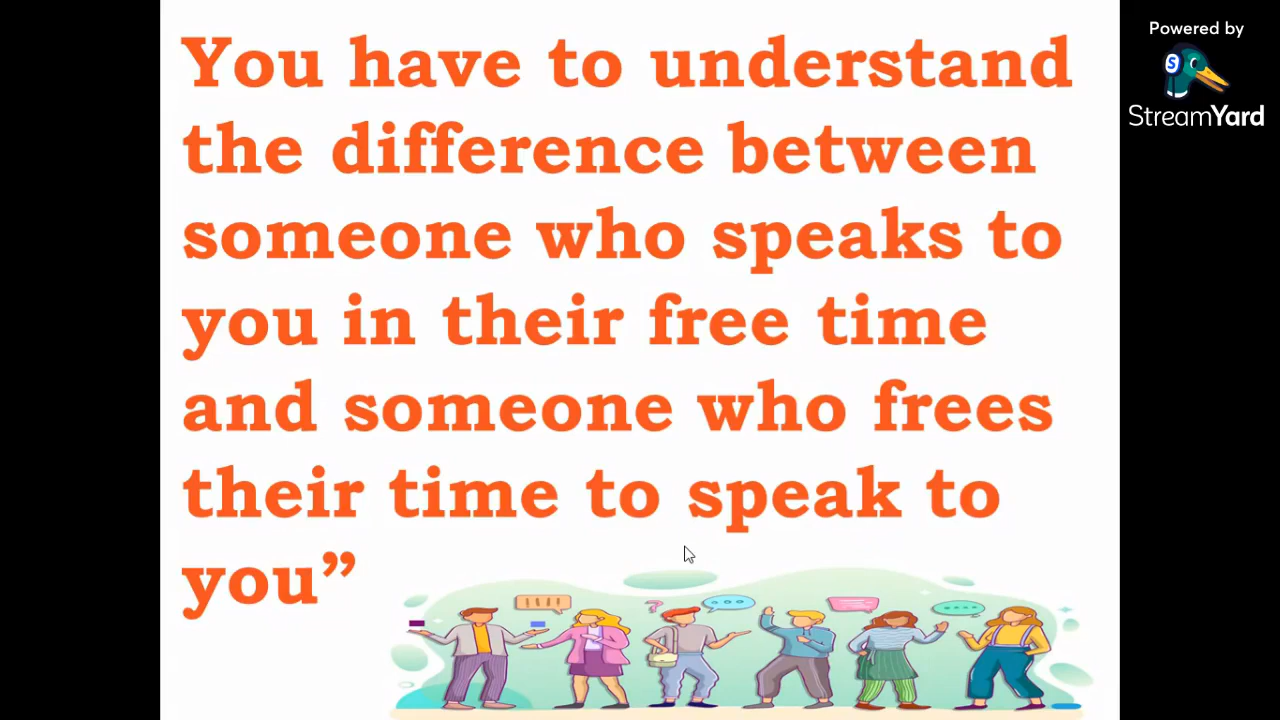 You have to understand
the difference between
someone who speaks to
you in their free time
and someone who frees
their time to speak to
you”
Powered by
StreamYard